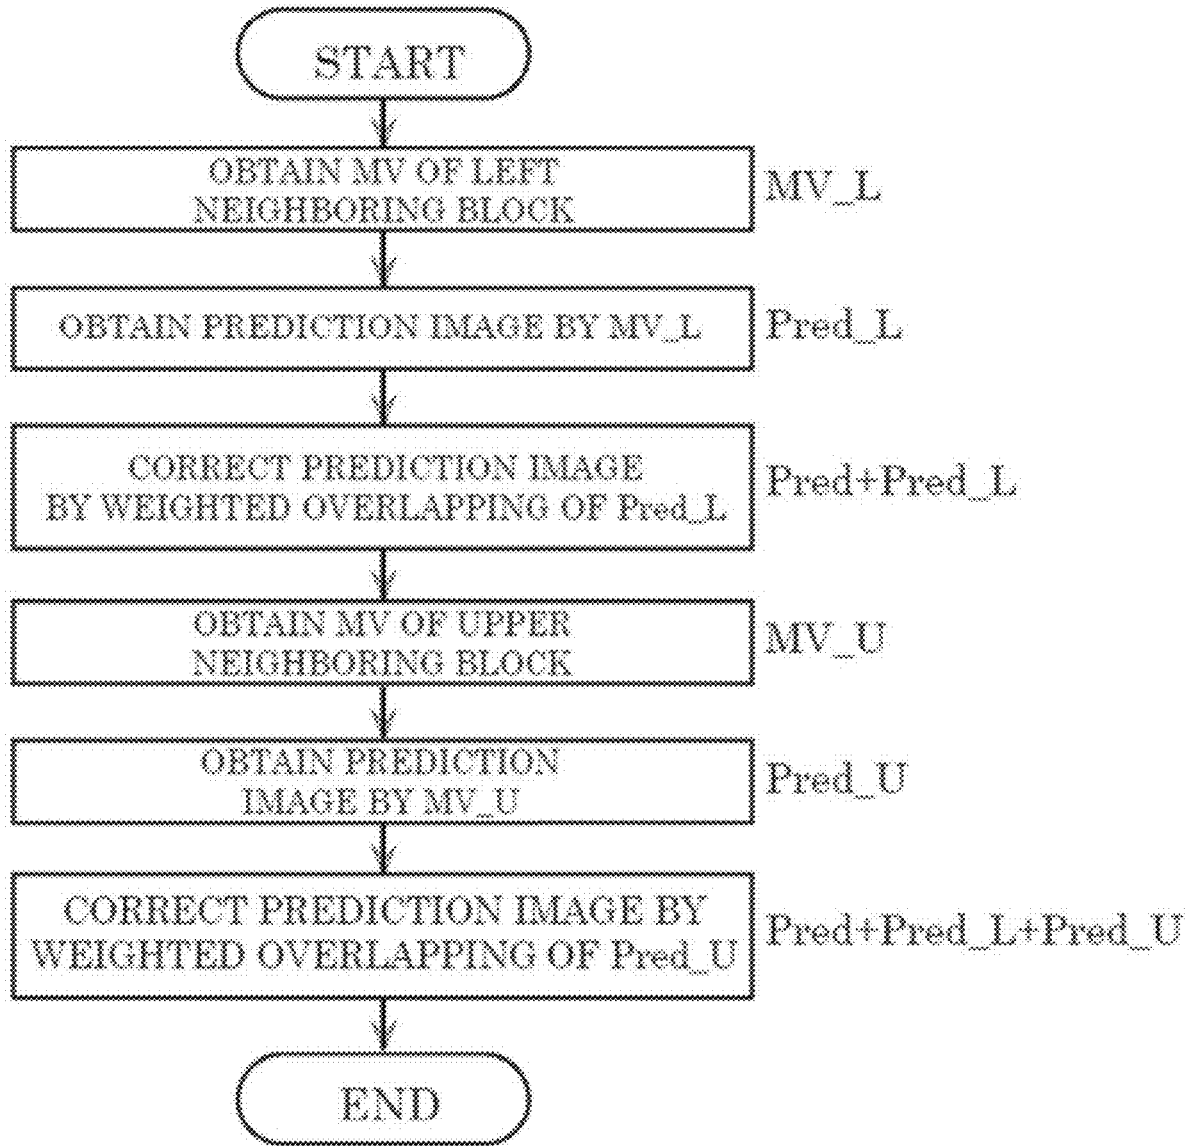 START
OBTAIN MV OF LEFT
NEIGHBORING BLOCK
MV_L
OBTAIN PREDICTION IMAGE BY MV_L
Pred_L
CORRECT PREDICTION IMAGE
BY WEIGHTED OVERLAPPING OF Pred_L
Pred+Pred_L
OBTAIN MV OF UPPER
NEIGHBORING BLOCK
MV_U
OBTAIN PREDICTION
IMAGE BY MV_U
Pred_U
CORRECT PREDICTION IMAGE BY
WEIGHTED OVERLAPPING OF Pred_U
Pred+Pred_L+Pred_U
END